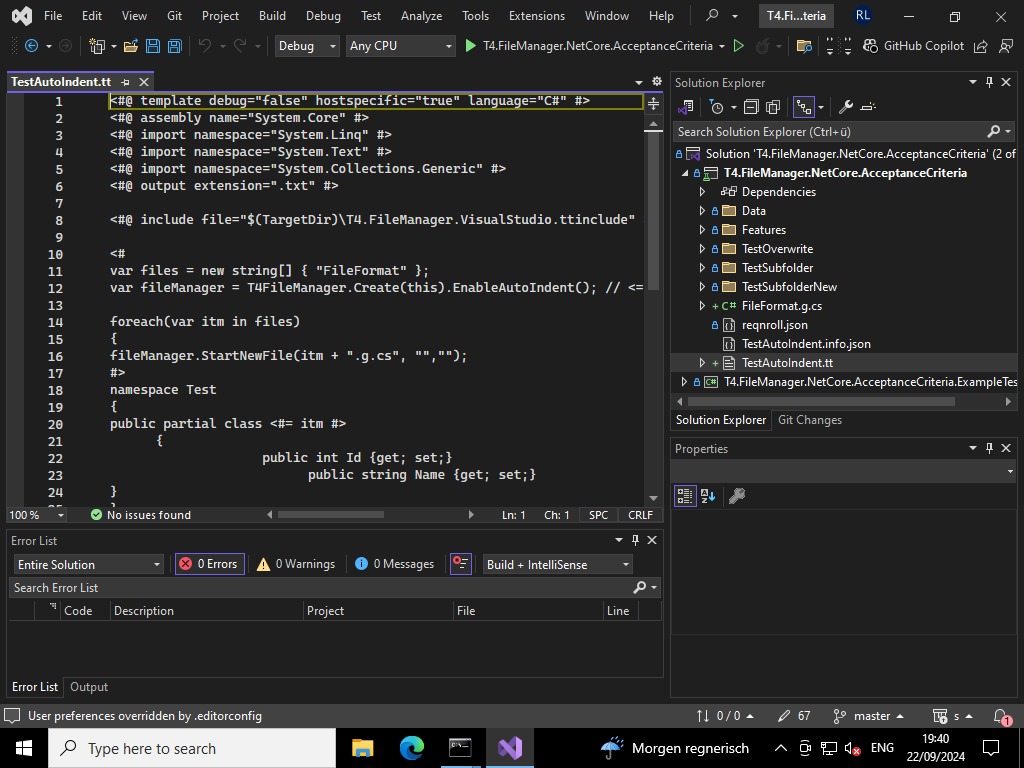 File Edit View Git Project Build Debug Test Analyze Tools Extensions Window Help T4.Fi...teria RL
Debug Any CPU T4.FileManager.NetCore.AcceptanceCriteria GitHub Copilot
TestAutoIndent.tt
1 <#@ template debug="false" hostspecific="true" language="C#" #>
2 <#@ assembly name="System.Core" #>
3 <#@ import namespace="System.Linq" #>
4 <#@ import namespace="System.Text" #>
5 <#@ import namespace="System.Collections.Generic" #>
6 <#@ output extension=".txt" #>
7
8 <#@ include file="$(TargetDir)\T4.FileManager.VisualStudio.ttinclude"
9
10 <#
11 var files = new string[] { "FileFormat" };
12 var fileManager = T4FileManager.Create(this).EnableAutoIndent(); // <=
13
14 foreach(var itm in files)
15 {
16 fileManager.StartNewFile(itm + ".g.cs", "","");
17 #>
18 namespace Test
19 {
20 public partial class <#= itm #>
21 {
22 public int Id {get; set;}
23 public string Name {get; set;}
24 }
100 % No issues found Ln: 1 Ch: 1 SPC CRLF
Solution Explorer
Search Solution Explorer (Ctrl+ü)
Solution 'T4.FileManager.NetCore.AcceptanceCriteria' (2 of
T4.FileManager.NetCore.AcceptanceCriteria
Dependencies
Data
Features
TestOverwrite
TestSubfolder
TestSubfolderNew
+ C# FileFormat.g.cs
reqnroll.json
TestAutoIndent.info.json
+ TestAutoIndent.tt
C# T4.FileManager.NetCore.AcceptanceCriteria.ExampleTes
Solution Explorer Git Changes
Properties
Error List
Entire Solution 0 Errors 0 Warnings 0 Messages Build + IntelliSense
Search Error List
Code Description Project File Line
Error List Output
User preferences overridden by .editorconfig 0 / 0 67 master s 1
Type here to search Morgen regnerisch ENG 19:40
22/09/2024